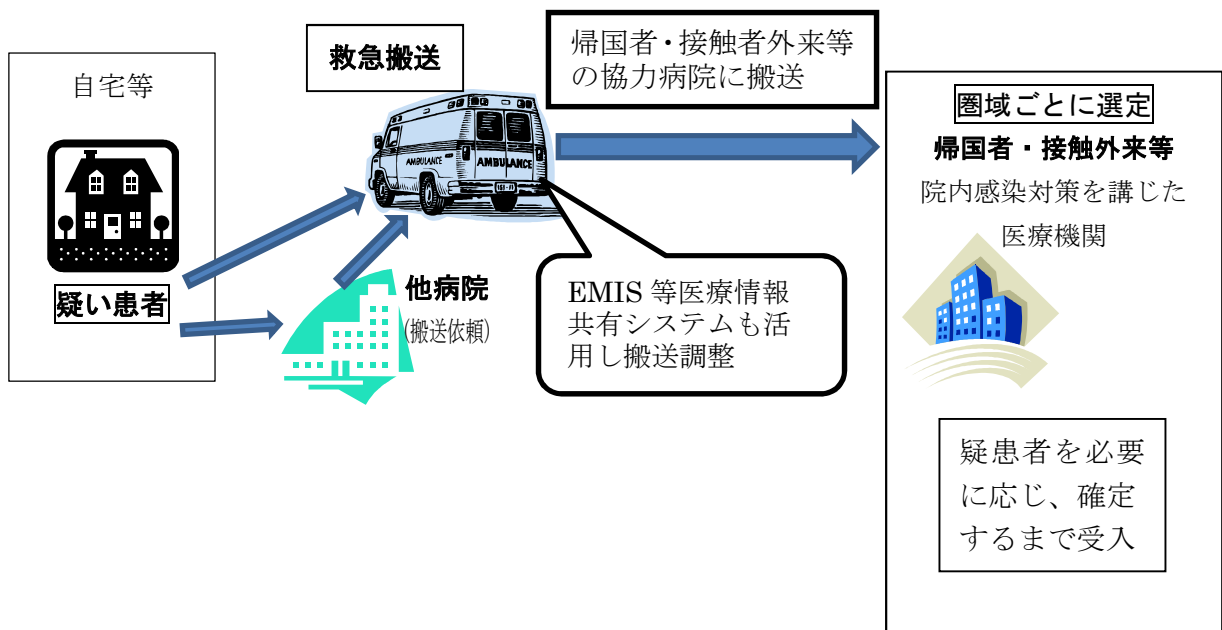 自宅等
疑い患者
救急搬送
AMBULANCE
AMBULANCE
他病院
(搬送依頼)
帰国者・接触者外来等
の協力病院に搬送
EMIS 等医療情報
共有システムも活
用し搬送調整
圏域ごとに選定
帰国者・接触外来等
院内感染対策を講じた
医療機関
疑患者を必要
に応じ、確定
するまで受入